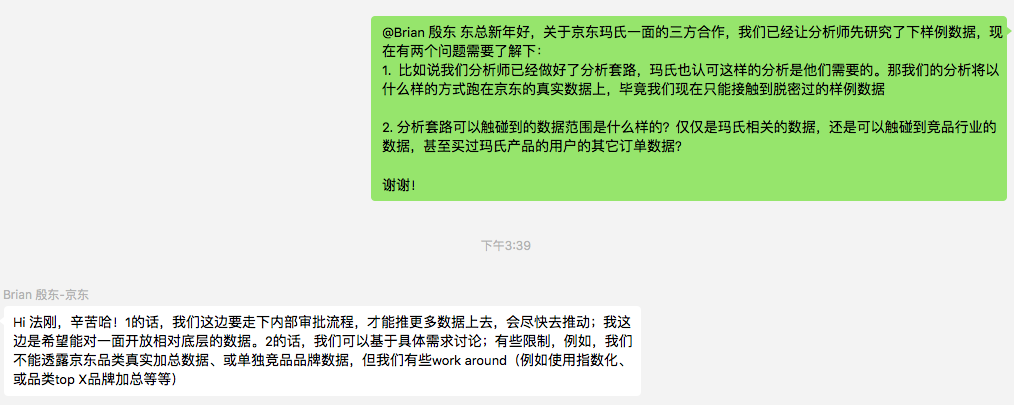 @Brian 殷东 东总新年好，关于京东玛氏一面的三方合作，我们已经让分析师先研究了下样例数据，现
在有两个问题需要了解下：
1. 比如说我们分析师已经做好了分析套路，玛氏也认可这样的分析是他们需要的。那我们的分析将以
什么样的方式跑在京东的真实数据上，毕竟我们现在只能接触到脱密过的样例数据
2. 分析套路可以触碰到的数据范围是什么样的？仅仅是玛氏相关的数据，还是可以触碰到竞品行业的
数据，甚至买过玛氏产品的用户的其它订单数据？
谢谢！
下午3:39
Brian 殷东-京东
Hi 法刚，辛苦哈！1的话，我们这边要走下内部审批流程，才能推更多数据上去，会尽快去推动；我这
边是希望能对一面开放相对底层的数据。2的话，我们可以基于具体需求讨论；有些限制，例如，我们
不能透露京东品类真实加总数据、或单独竞品品牌数据，但我们有些work around（例如使用指数化、
或品类top X品牌加总等等）